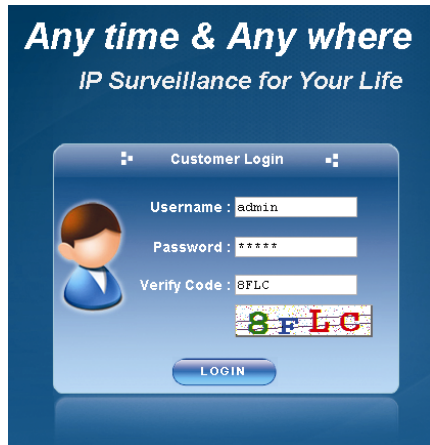 Any time & Any where
IP Surveillance for Your Life
Customer Login
Username : admin
Password : *****
Verify Code : 8FLC
8FLC
LOGIN